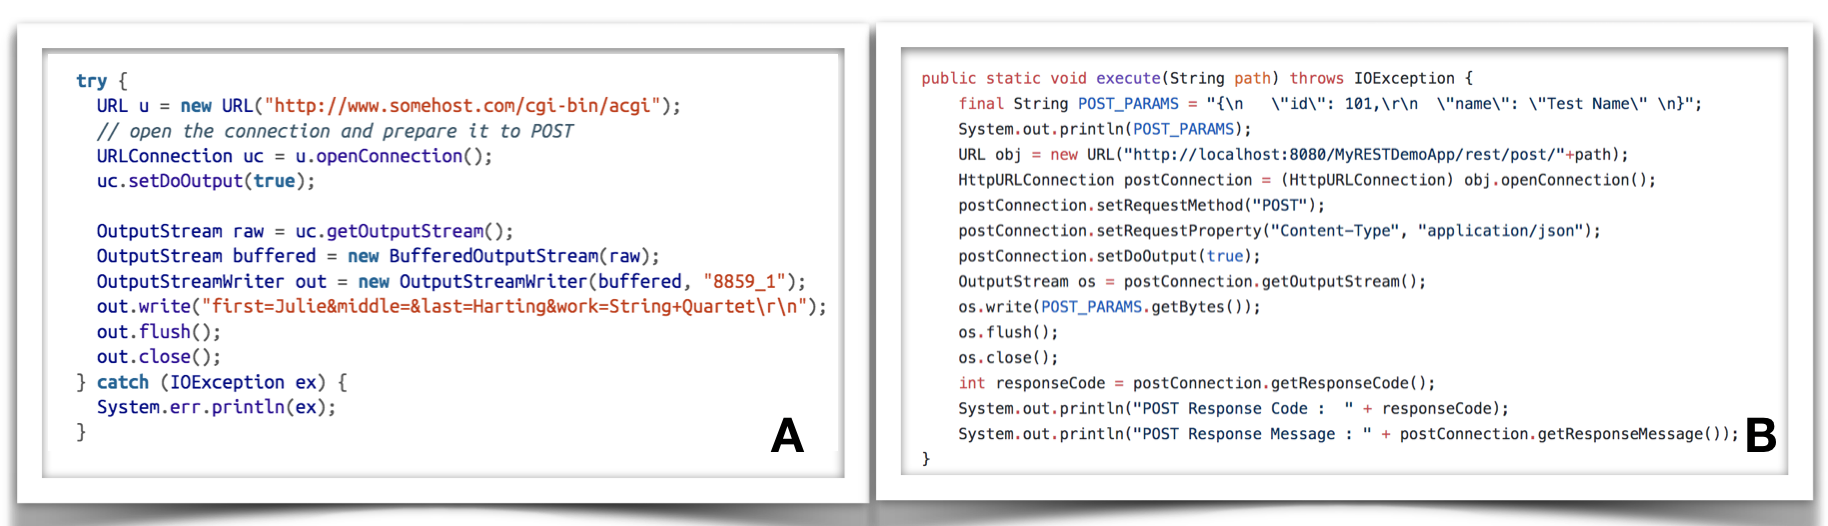 try {
URL u = new URL("http://www.somehost.com/cgi-bin/acgi");
// open the connection and prepare it to POST
URLConnection uc = u.openConnection();
uc.setDoOutput(true);
OutputStream raw = uc.getOutputStream();
OutputStream buffered = new BufferedOutputStream(raw);
OutputStreamWriter out = new OutputStreamWriter(buffered, "8859_1");
out.write("first=Julie&middle=&last=Harting&work=String+Quartet\r\n");
out.flush();
out.close();
} catch (IOException ex) {
System.err.println(ex);
}
A
public static void execute(String path) throws IOException {
final String POST_PARAMS = "{\n   \"id\": 101,\r\n  \"name\": \"Test Name\" \n}";
System.out.println(POST_PARAMS);
URL obj = new URL("http://localhost:8080/MyRESTDemoApp/rest/post/"+path);
HttpURLConnection postConnection = (HttpURLConnection) obj.openConnection();
postConnection.setRequestMethod("POST");
postConnection.setRequestProperty("Content-Type", "application/json");
postConnection.setDoOutput(true);
OutputStream os = postConnection.getOutputStream();
os.write(POST_PARAMS.getBytes());
os.flush();
os.close();
int responseCode = postConnection.getResponseCode();
System.out.println("POST Response Code :  " + responseCode);
System.out.println("POST Response Message : " + postConnection.getResponseMessage());
}
B